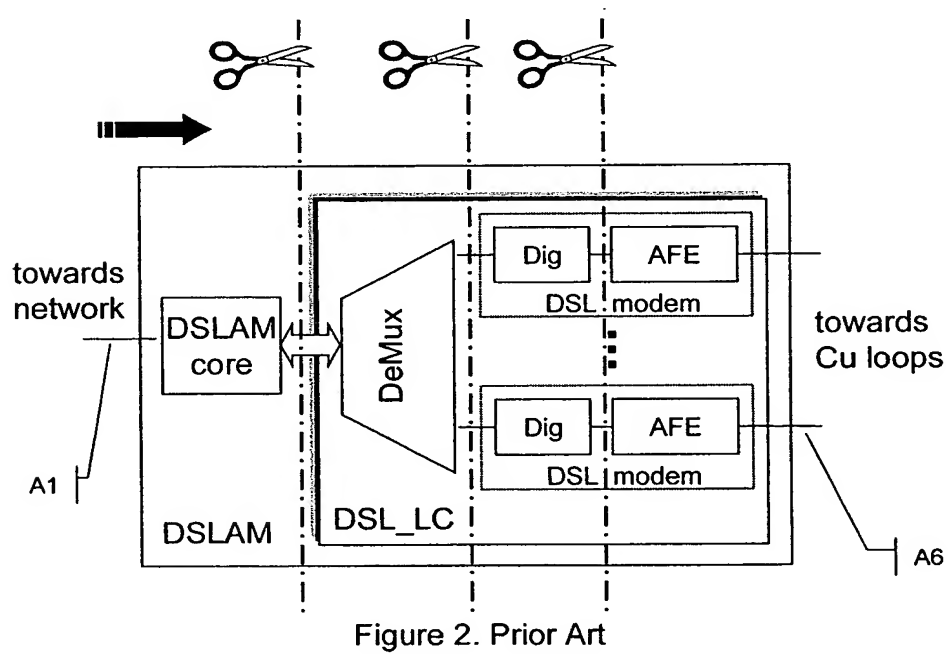 towards
network
DSLAM
core
A1
DSLAM
DeMux
DSL_LC
Dig
AFE
DSL modem
Dig
AFE
DSL modem
towards
Cu loops
A6
Figure 2. Prior Art